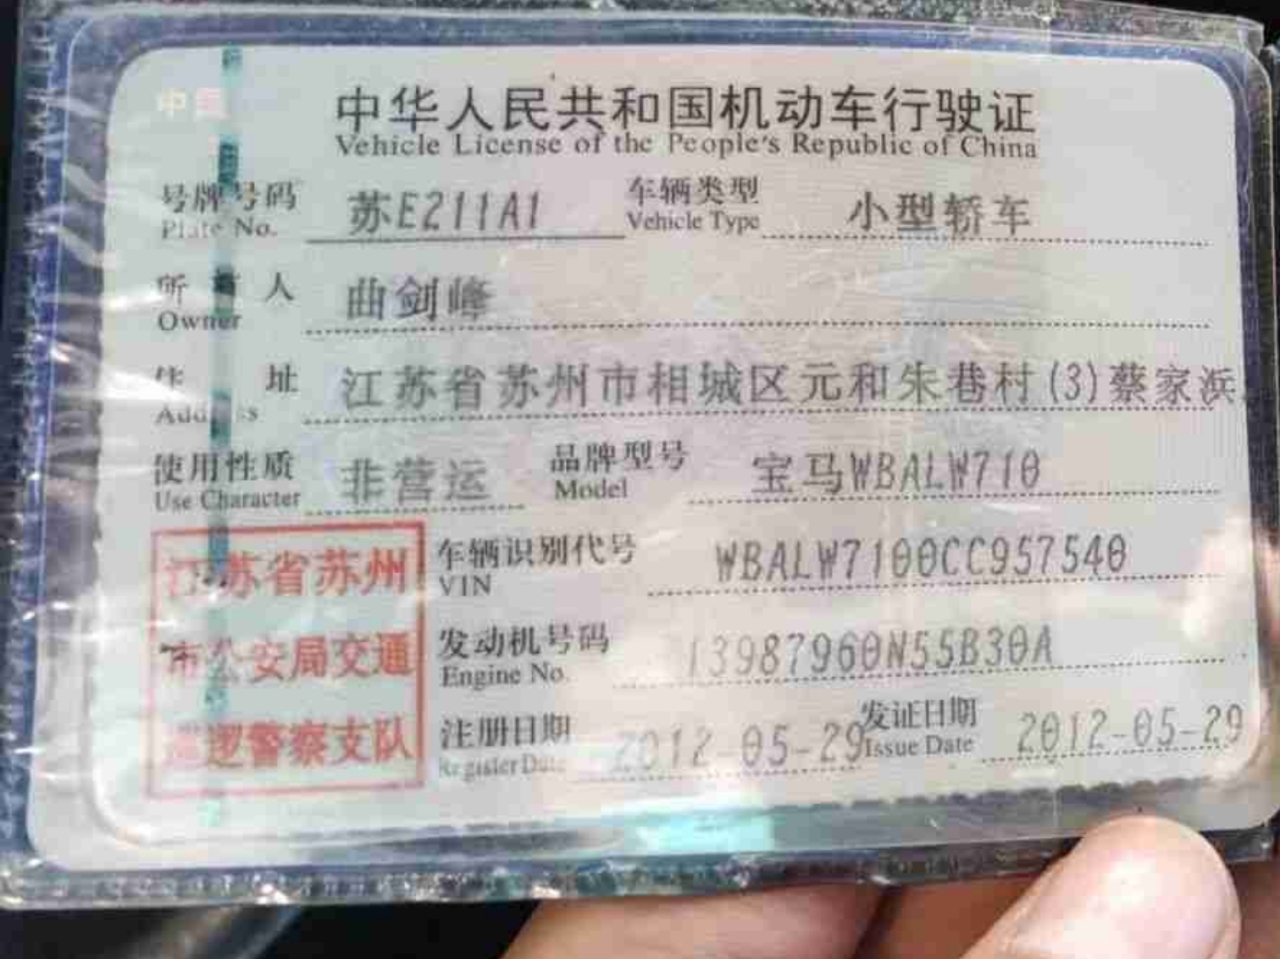 中国
中华人民共和国机动车行驶证
Vehicle License of the People's Republic of China
号牌号码 苏E211A1 车辆类型 小型轿车
Plate No. Vehicle Type
所有人 曲剑峰
Owner
住址 江苏省苏州市相城区元和朱巷村(3)蔡家浜
Address
使用性质 非营运 品牌型号 宝马WBALW710
Use Character Model
江苏省苏州
市公安局交通
巡逻警察支队
车辆识别代号 WBALW7100CC957540
VIN
发动机号码 13987960N55B30A
Engine No.
注册日期 2012-05-29 发证日期 2012-05-29
Register Date Issue Date